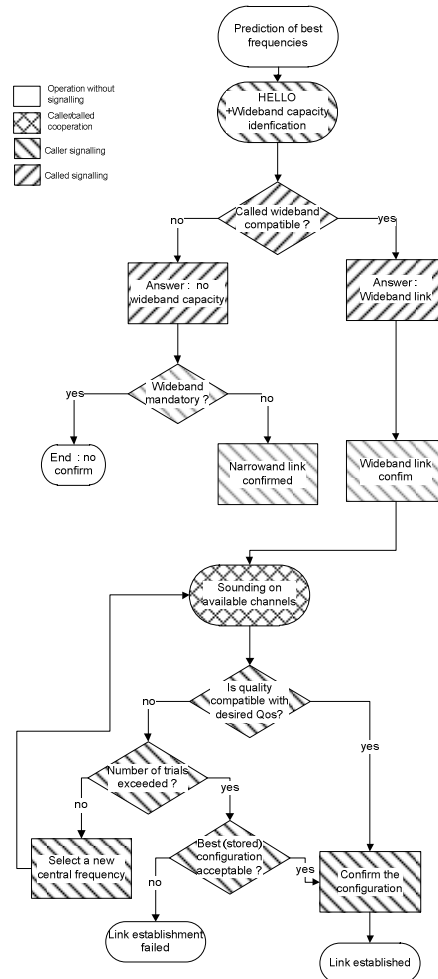 Prediction of best
frequencies
Operation without
signalling
Caller/called
cooperation
Caller signalling
Called signalling
HELLO
+Wideband capacity
idenfication
Called wideband
compatible ?
no
yes
Answer : no
wideband capacity
Answer :
Wideband link
Wideband
mandatory ?
yes
no
End : no
confirm
Narrowand link
confirmed
Wideband link
confirm
Sounding on
available channels
Is quality
compatible with
desired Qos?
no
yes
Number of trials
exceeded ?
no
yes
Select a new
central frequency
Best (stored)
configuration
acceptable ?
no
yes
Confirm the
configuration
Link establishment
failed
Link established